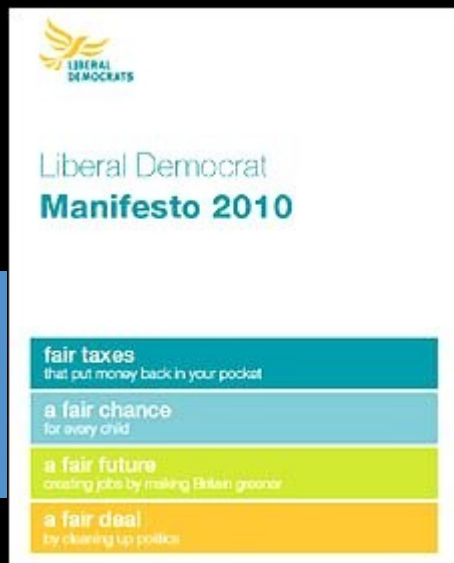 LIBERAL
DEMOCRATS
Liberal Democrat
Manifesto 2010
fair taxes
that put money back in your pocket
a fair chance
for every child
a fair future
creating jobs by making Britain greener
a fair deal
by cleaning up politics